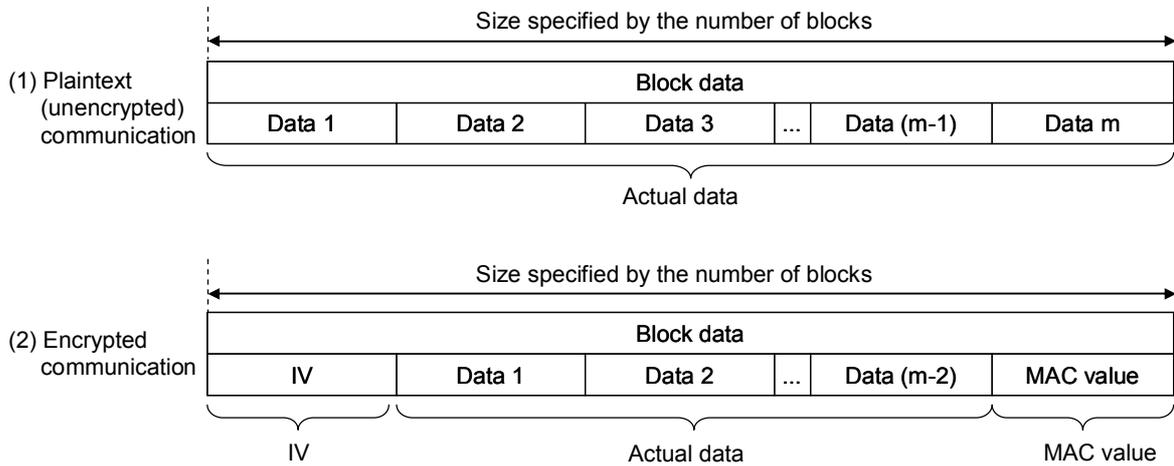 Size specified by the number of blocks
(1) Plaintext
(unencrypted)
communication
Block data
Data 1 Data 2 Data 3 ... Data (m-1) Data m
Actual data
Size specified by the number of blocks
(2) Encrypted
communication
Block data
IV Data 1 Data 2 ... Data (m-2) MAC value
IV Actual data MAC value